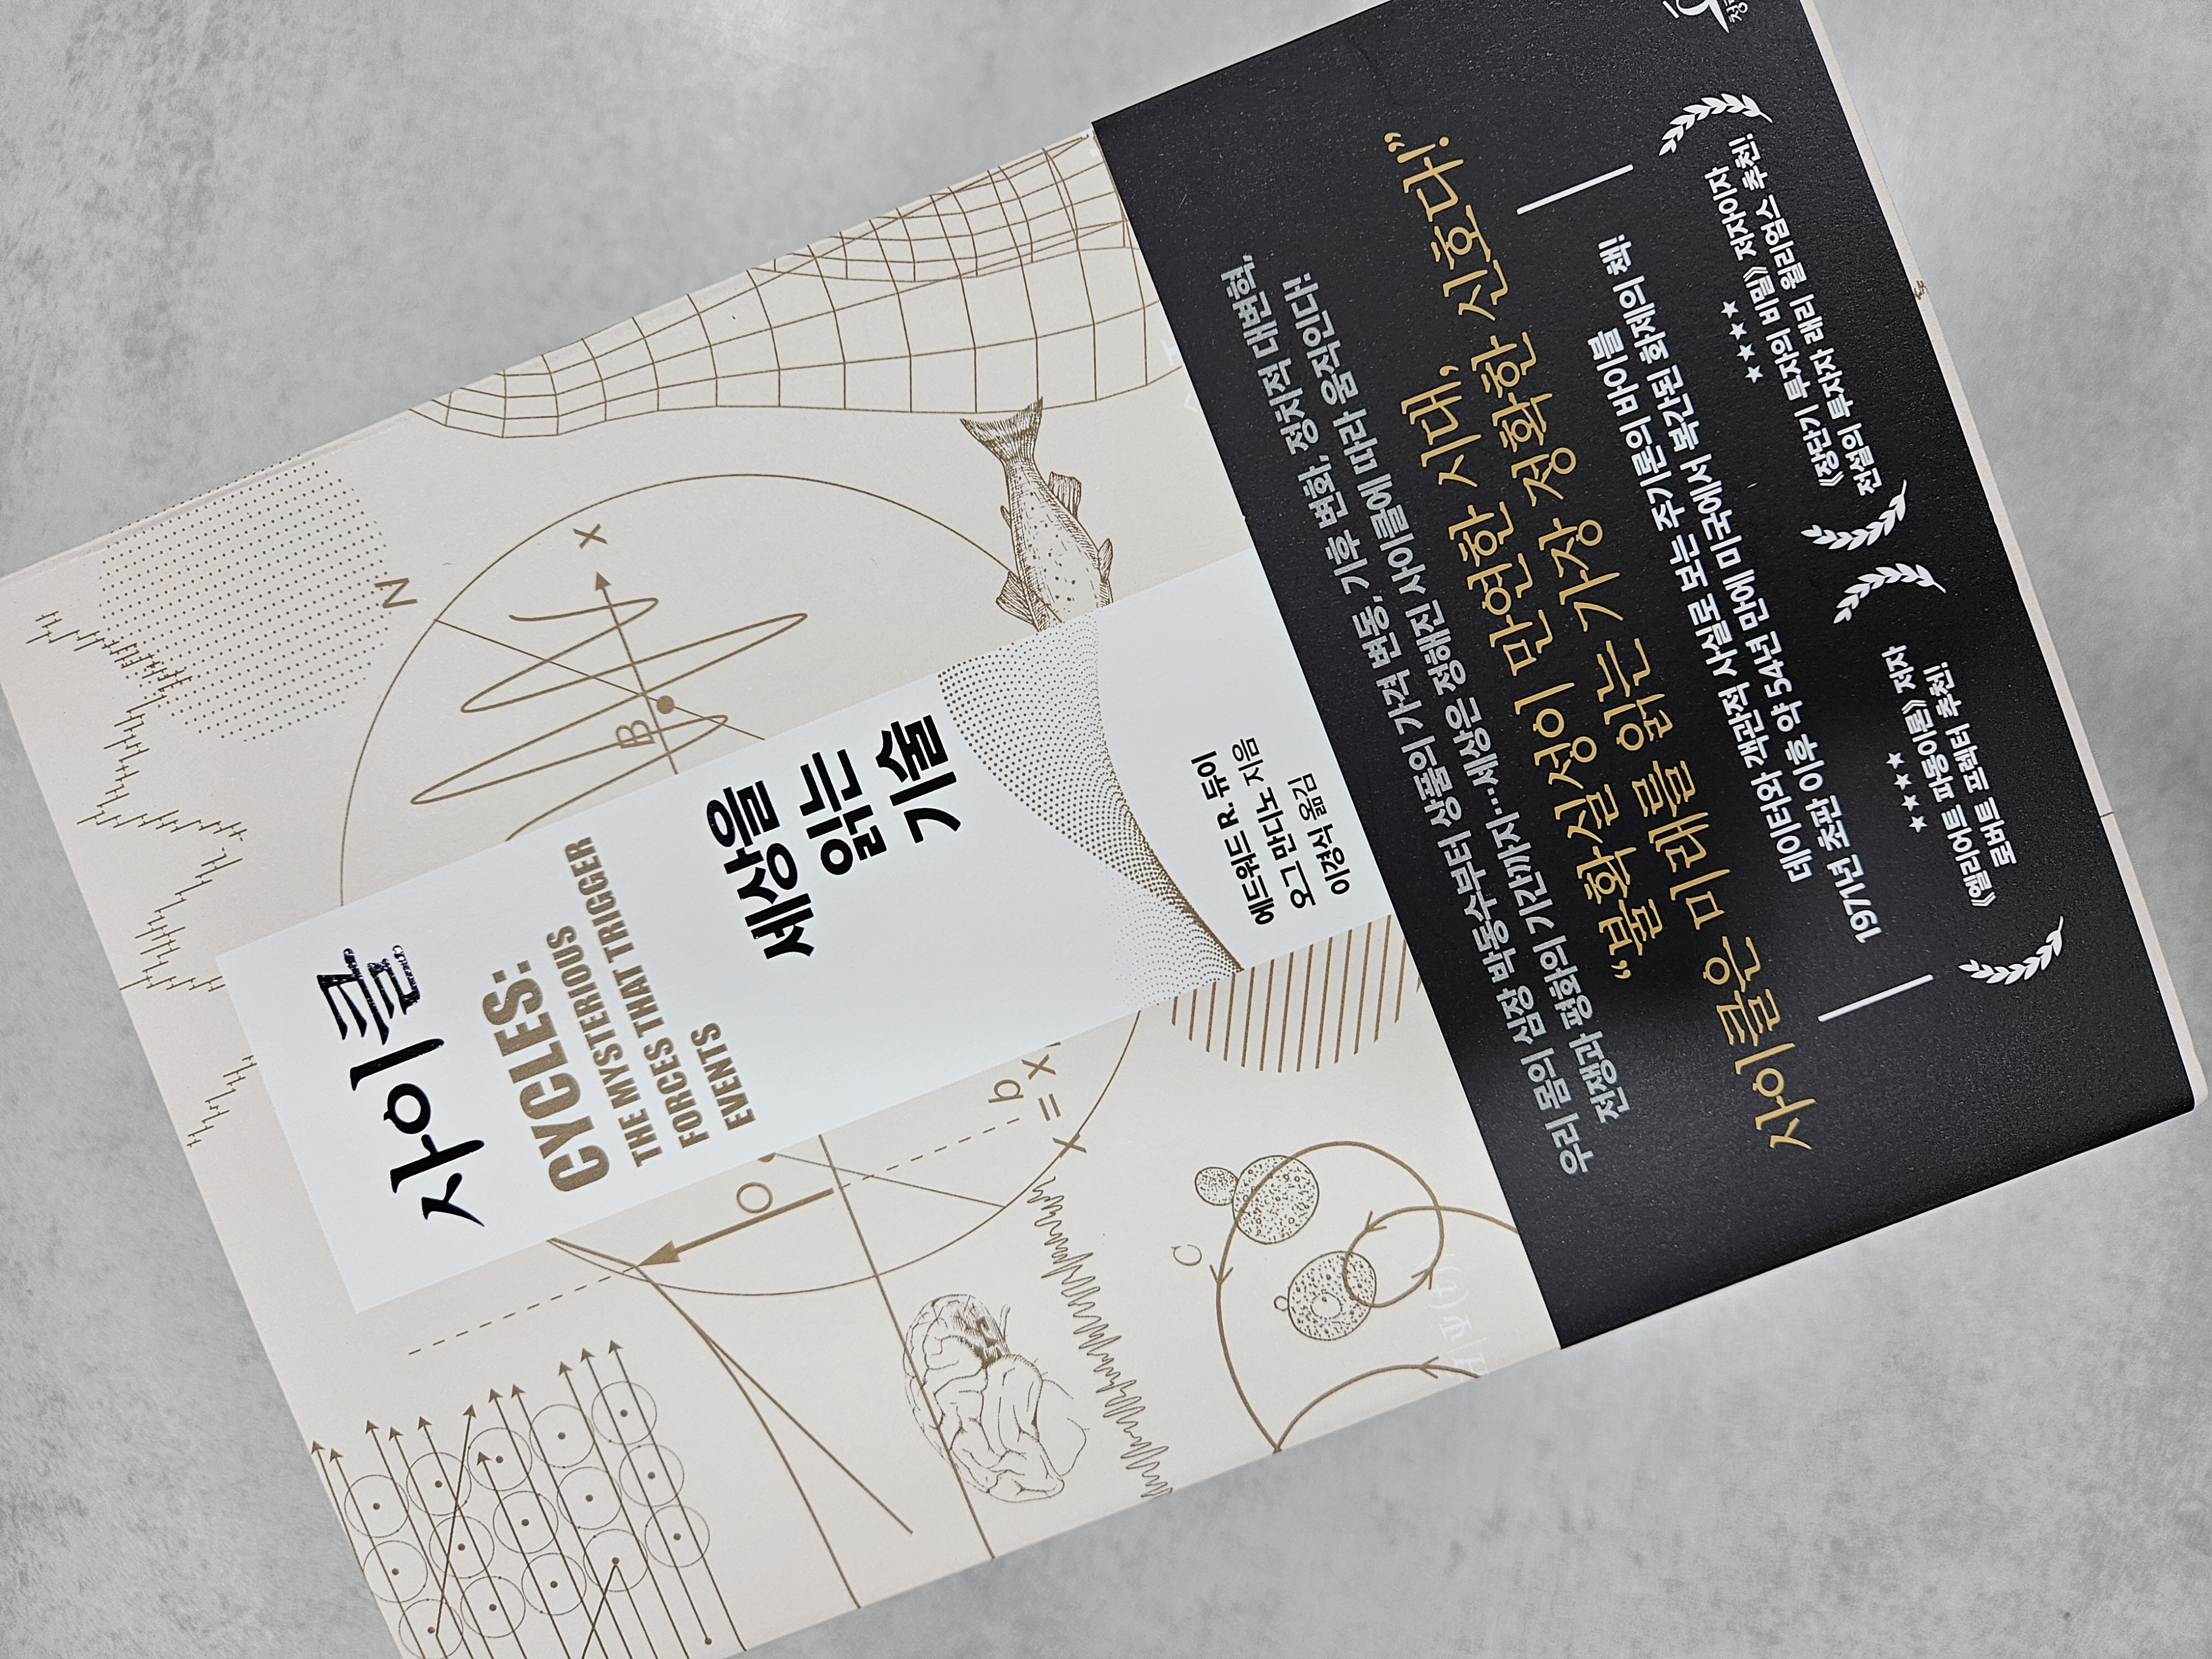 사이클
CYCLES:
THE MYSTERIOUS
FORCES THAT TRIGGER
EVENTS
세상을
읽는
기술
에드워드 R. 듀이
오그 만디노 지음
이경식 옮김
N
x
B
O
x = x
b
C
우리 몸의 심장 박동수부터 상품의 가격 변동, 기후 변화, 정치적 대변혁,
전쟁과 평화의 기간까지…세상은 정해진 사이클에 따라 움직인다!
“불확실성이 만연한 시대,
사이클은 미래를 읽는 가장 정확한 신호다!”
데이터와 객관적 사실로 보는 주기론의 바이블
1971년 초판 이후 약 54년 만에 미국에서 복간된 화제의 책!
★★★★
《엘리어트 파동이론》 저자
로버트 프렉터 추천!
★★★★
《장단기 투자의 비밀》 저자이자
전설의 투자자 래리 윌리엄스 추천!